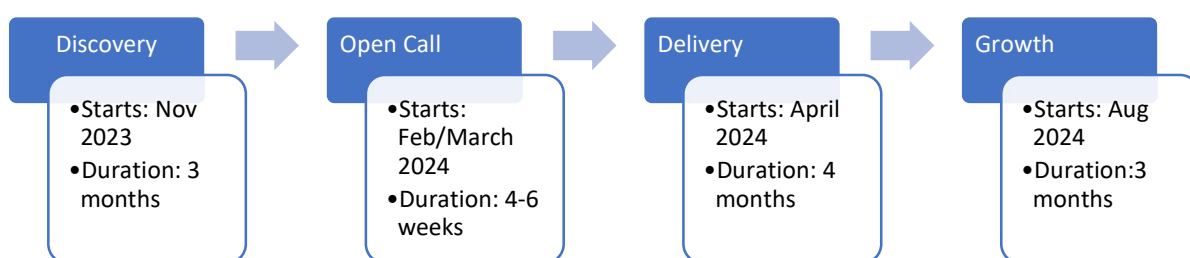 Discovery
•Starts: Nov
2023
•Duration: 3
months
Open Call
•Starts:
Feb/March
2024
•Duration: 4-6
weeks
Delivery
•Starts: April
2024
•Duration: 4
months
Growth
•Starts: Aug
2024
•Duration:3
months